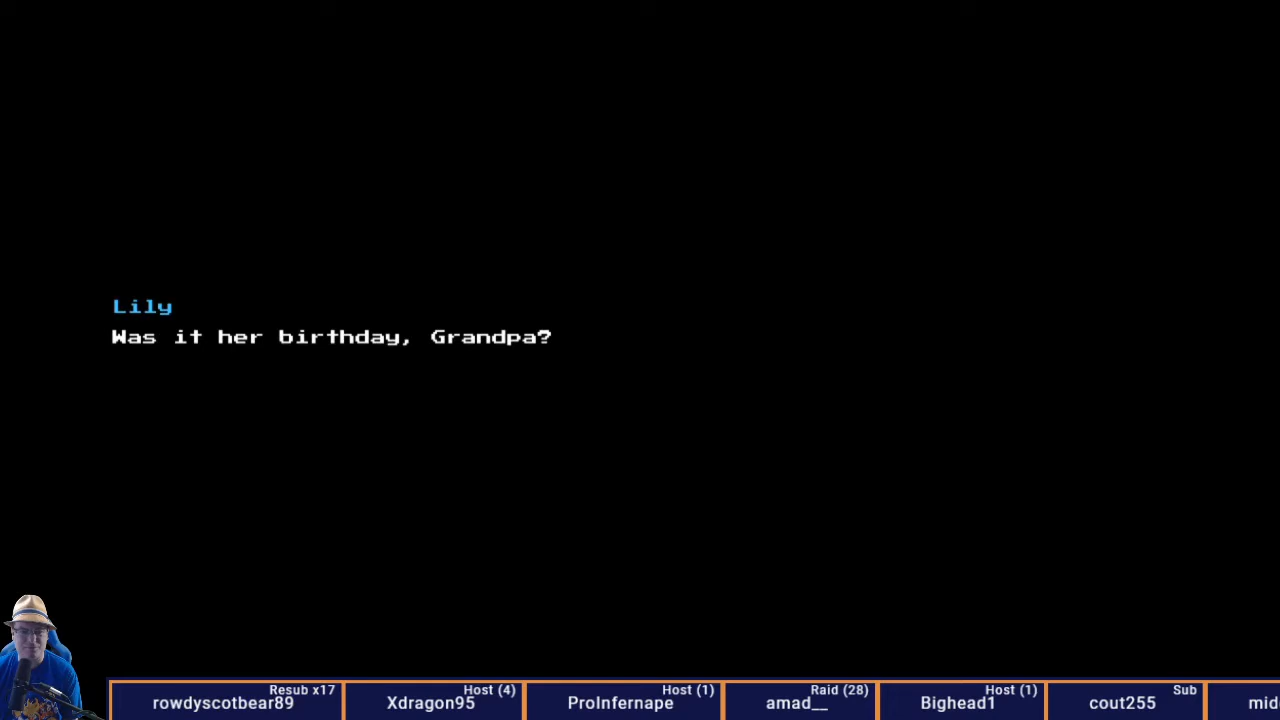 Lily
Was it her birthday, Grandpa?
Resub x17
rowdyscotbear89
Host (4)
Xdragon95
Host (1)
ProInfernape
Raid (28)
amad__
Host (1)
Bighead1
Sub
cout255
mid